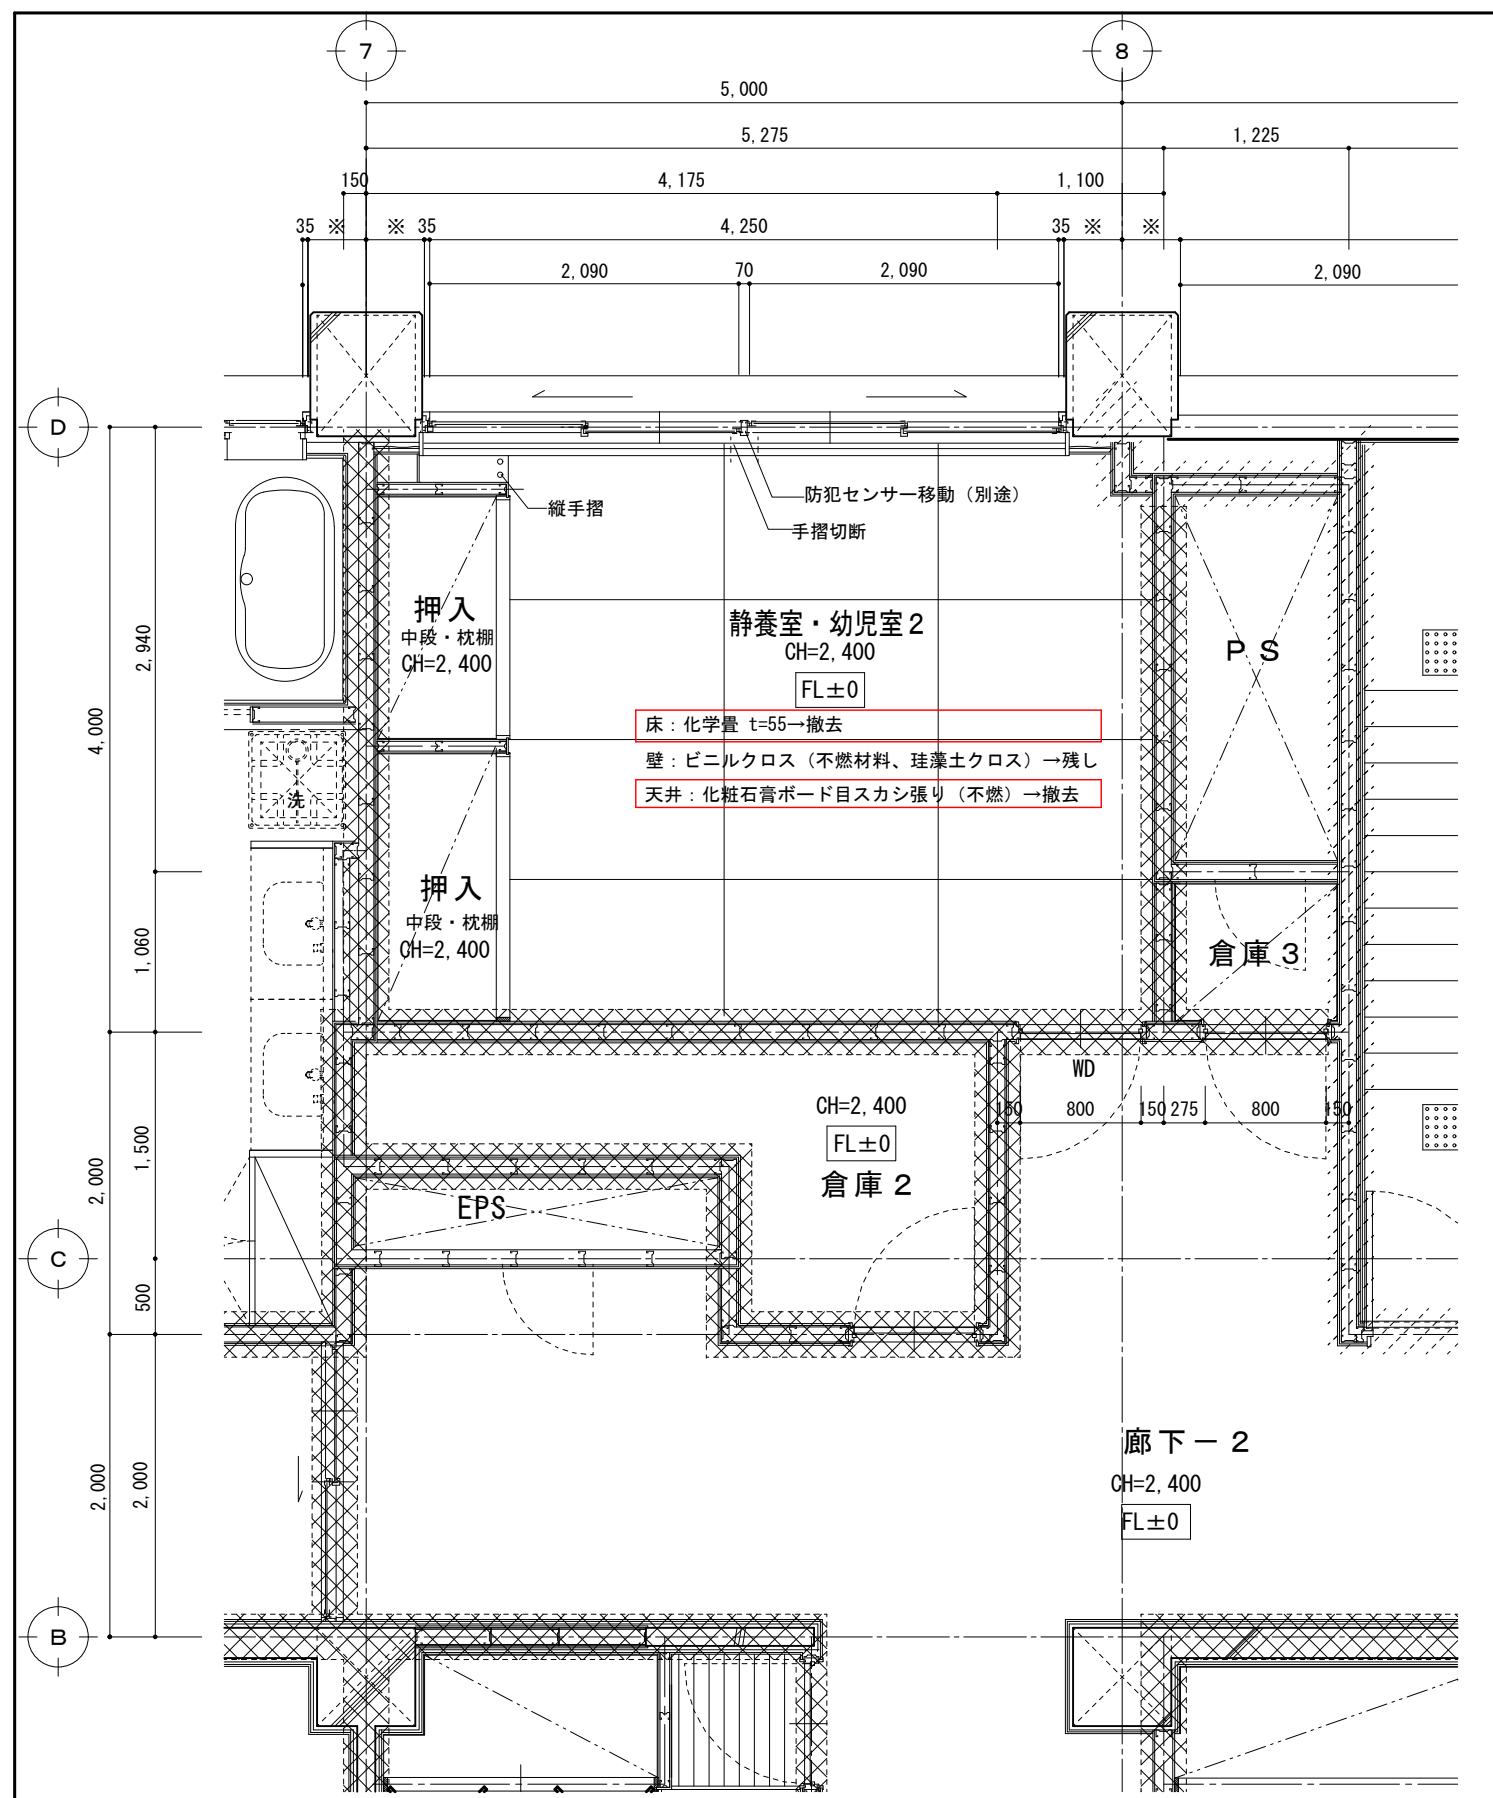 7
8
5,000
5,275
1,225
150
4,175
1,100
35
※
※
35
4,250
35
※
※
2,090
70
2,090
2,090
D
防犯センサー移動（別途）
縦手摺
手摺切断
押入
中段・枕棚
CH=2,400
静養室・幼児室2
CH=2,400
FL±0
PS
床：化学畳 t=55→撤去
壁：ビニルクロス（不燃材料、珪藻土クロス）→残し
天井：化粧石膏ボード目スカシ張り（不燃）→撤去
2,940
4,000
洗
押入
中段・枕棚
CH=2,400
1,060
倉庫3
WD
CH=2,400
FL±0
倉庫2
150
800
150
275
800
150
1,500
2,000
EPS
C
500
廊下－2
CH=2,400
FL±0
2,000
2,000
B